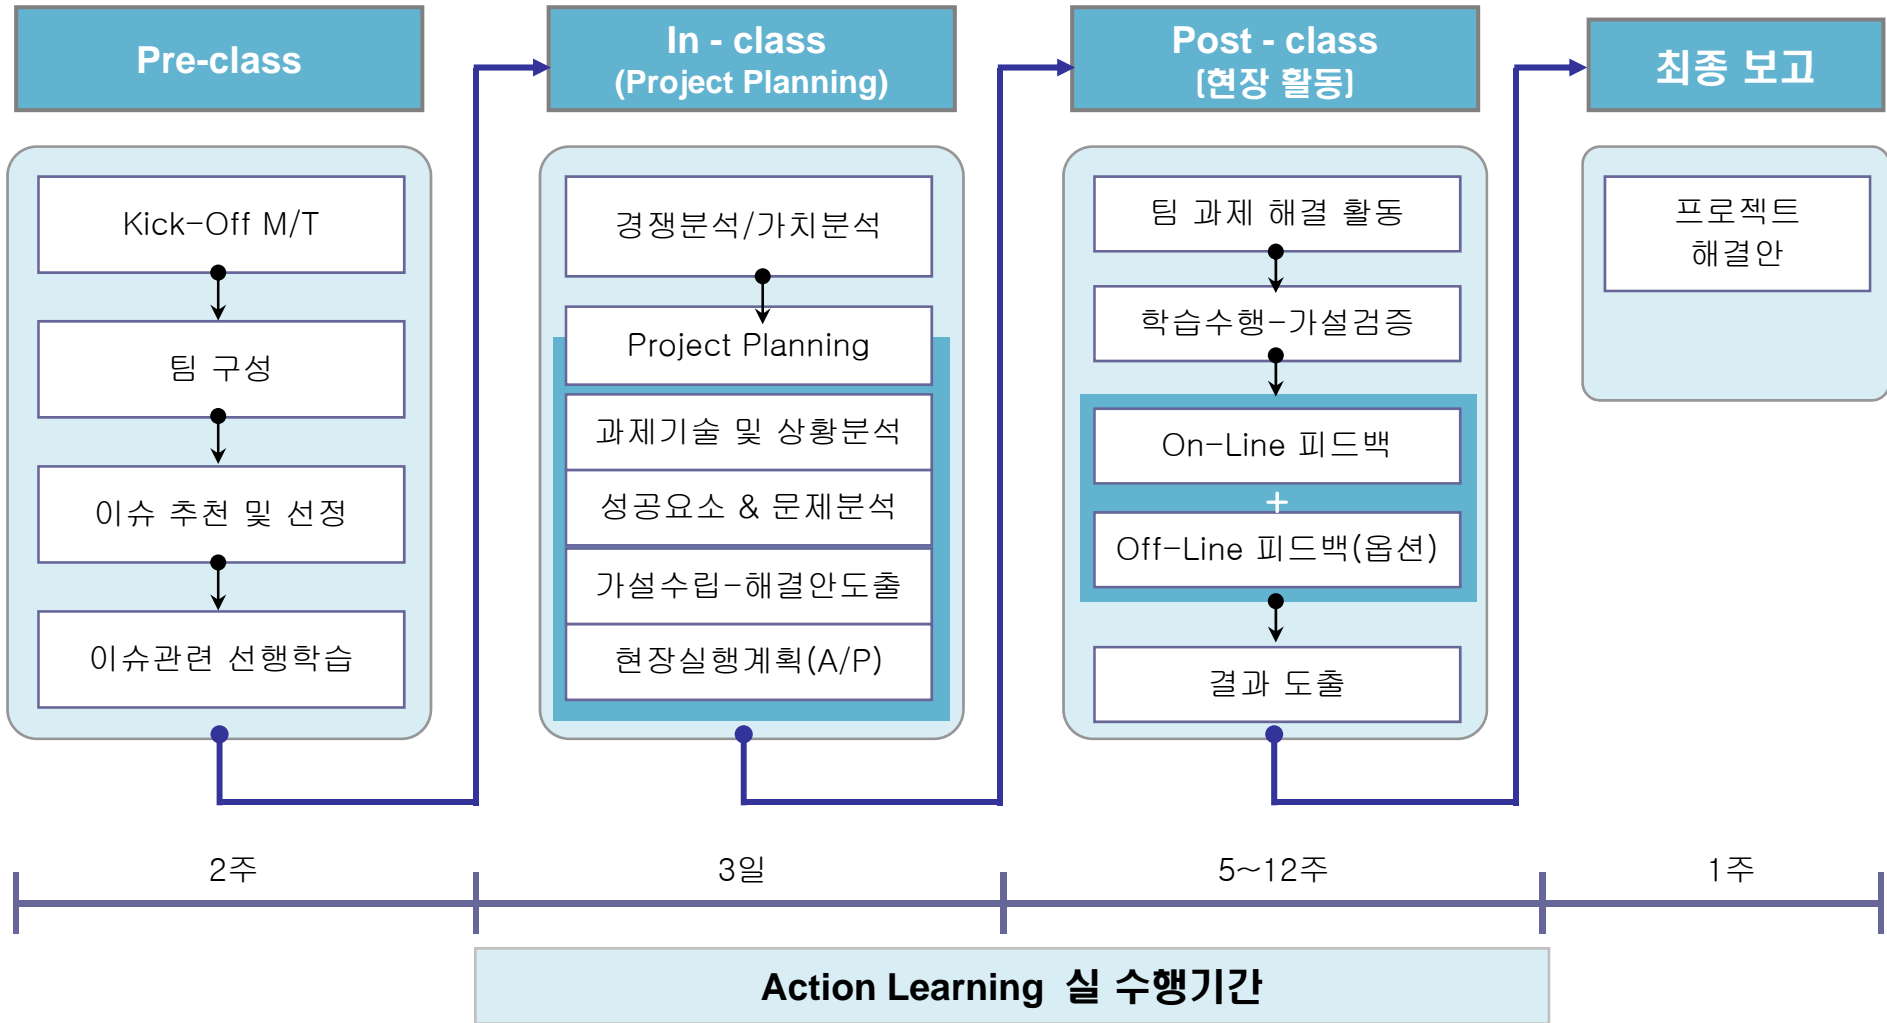 Pre-class
In - class
(Project Planning)
Post - class
(현장 활동)
최종 보고
Kick-Off M/T
팀 구성
이슈 추천 및 선정
이슈관련 선행학습
경쟁분석/가치분석
Project Planning
과제기술 및 상황분석
성공요소 & 문제분석
가설수립-해결안도출
현장실행계획(A/P)
팀 과제 해결 활동
학습수행-가설검증
On-Line 피드백
+
Off-Line 피드백(옵션)
결과 도출
프로젝트
해결안
2주
3일
5~12주
1주
Action Learning 실 수행기간